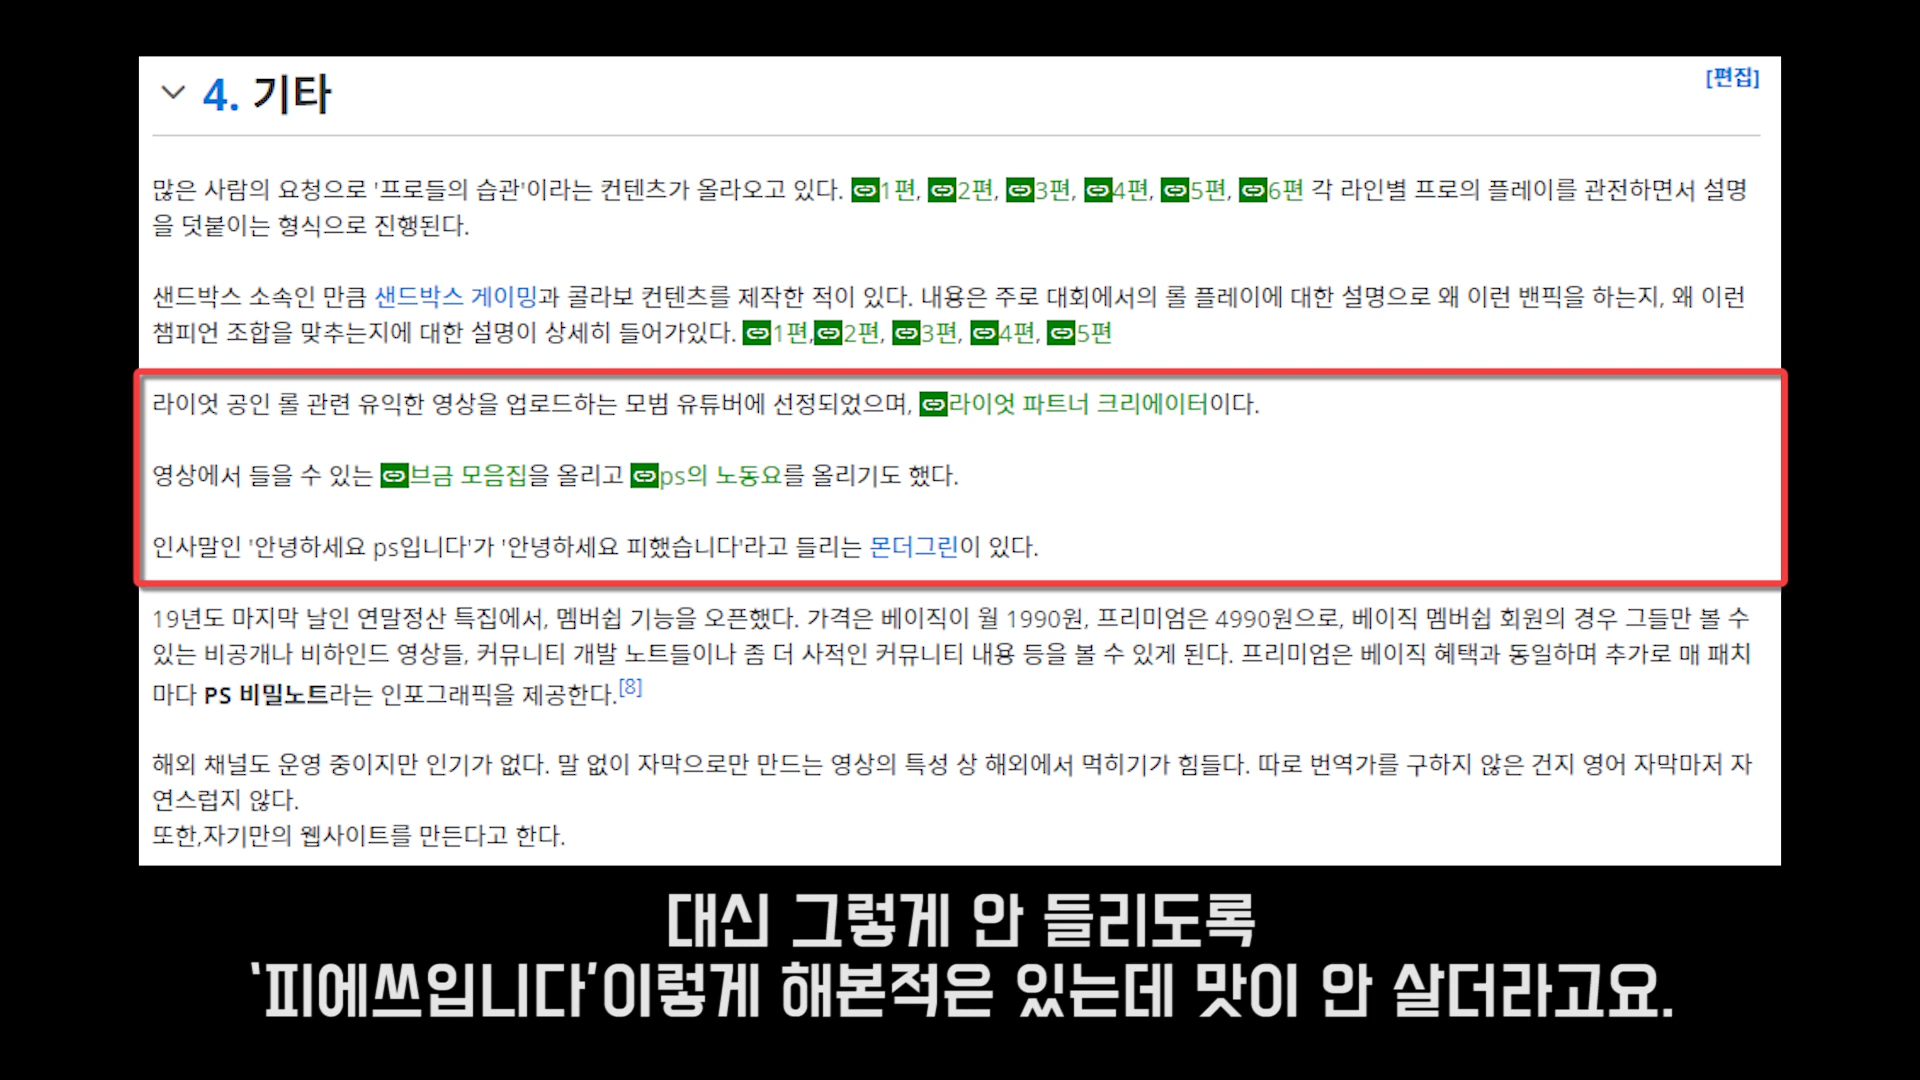 4. 기타
[편집]
많은 사람의 요청으로 '프로들의 습관'이라는 컨텐츠가 올라오고 있다. 1편, 2편, 3편, 4편, 5편, 6편 각 라인별 프로의 플레이를 관전하면서 설명
을 덧붙이는 형식으로 진행된다.
샌드박스 소속인 만큼 샌드박스 게이밍과 콜라보 컨텐츠를 제작한 적이 있다. 내용은 주로 대회에서의 롤 플레이에 대한 설명으로 왜 이런 밴픽을 하는지, 왜 이런
챔피언 조합을 맞추는지에 대한 설명이 상세히 들어가있다. 1편,2편, 3편, 4편, 5편
라이엇 공인 롤 관련 유익한 영상을 업로드하는 모범 유튜버에 선정되었으며, 라이엇 파트너 크리에이터이다.
영상에서 들을 수 있는 브금 모음집을 올리고 ps의 노동요를 올리기도 했다.
인사말인 '안녕하세요 ps입니다'가 '안녕하세요 피했습니다'라고 들리는 몬더그린이 있다.
19년도 마지막 날인 연말정산 특집에서, 멤버쉽 기능을 오픈했다. 가격은 베이직이 월 1990원, 프리미엄은 4990원으로, 베이직 멤버쉽 회원의 경우 그들만 볼 수
있는 비공개나 비하인드 영상들, 커뮤니티 개발 노트들이나 좀 더 사적인 커뮤니티 내용 등을 볼 수 있게 된다. 프리미엄은 베이직 혜택과 동일하며 추가로 매 패치
마다 PS 비밀노트라는 인포그래픽을 제공한다.[8]
해외 채널도 운영 중이지만 인기가 없다. 말 없이 자막으로만 만드는 영상의 특성 상 해외에서 먹히기가 힘들다. 따로 번역가를 구하지 않은 건지 영어 자막마저 자
연스럽지 않다.
또한,자기만의 웹사이트를 만든다고 한다.
대신 그렇게 안 들리도록
'피에쓰입니다'이렇게 해본적은 있는데 맛이 안 살더라고요.